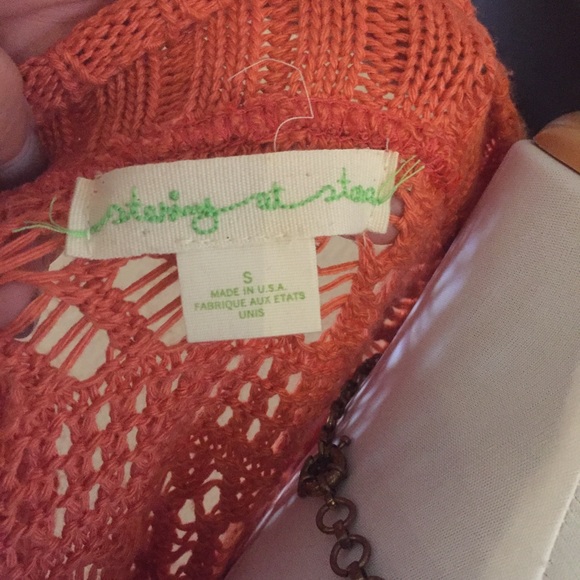 staring at stars
S
MADE IN U.S.A.
FABRIQUE AUX ETATS
UNIS